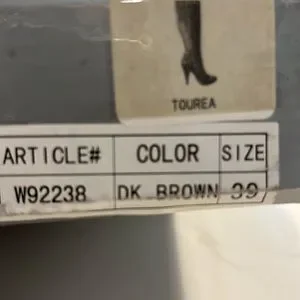 TOUREA
ARTICLE# COLOR SIZE
W92238 DK BROWN 39